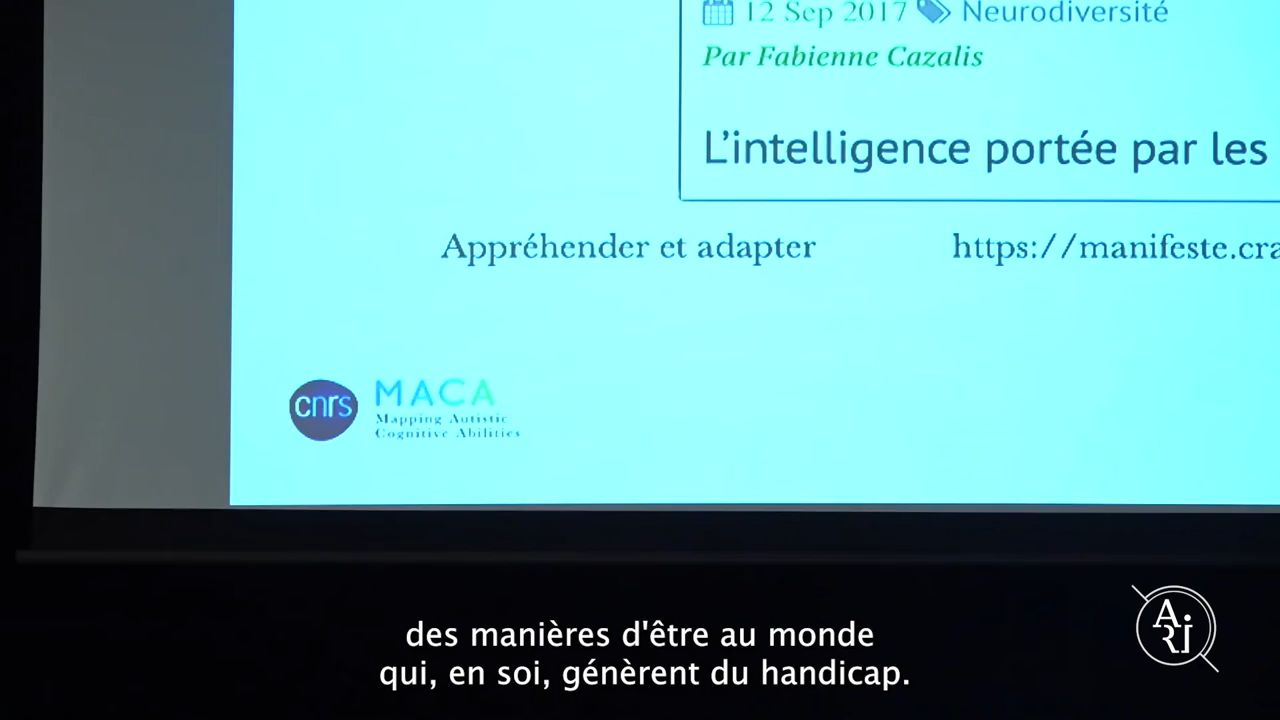 12 Sep 2017 Neurodiversité
Par Fabienne Cazalis
L'intelligence portée par les
Appréhender et adapter https://manifeste.cra
cnrs
MACA
Mapping Autistic
Cognitive Abilities
des manières d'être au monde
qui, en soi, génèrent du handicap.